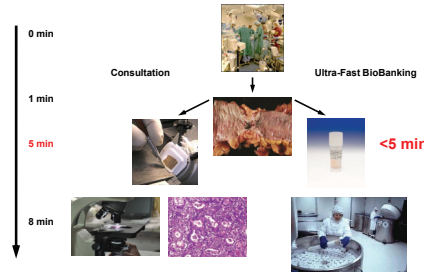 0 min
Consultation
Ultra-Fast BioBanking
1 min
5 min
<5 min
8 min